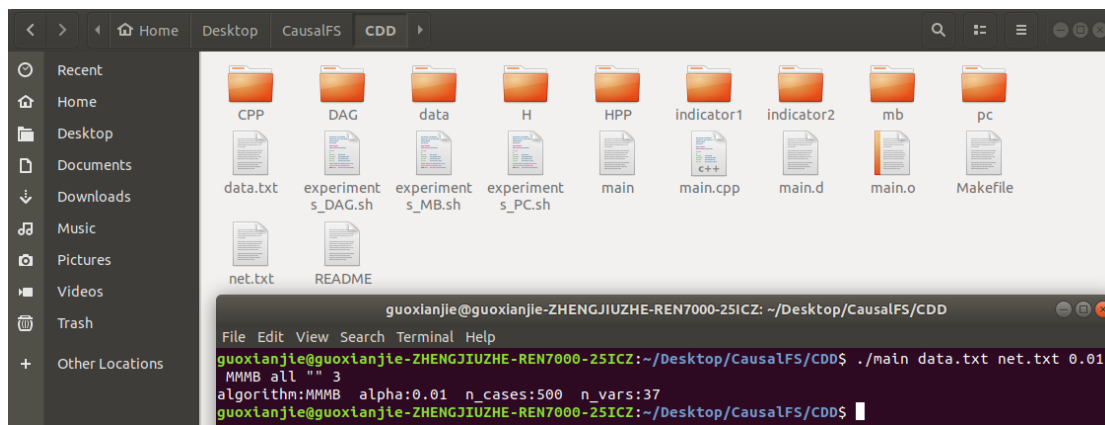 Home Desktop CausalFS CDD
Recent
Home
Desktop
Documents
Downloads
Music
Pictures
Videos
Trash
+ Other Locations
CPP DAG data H HPP indicator1 indicator2 mb pc
data.txt experiment experiment experiment main main.cpp main.d main.o Makefile
s_DAG.sh s_MB.sh s_PC.sh
C++
net.txt README
guoxianjie@guoxianjie-ZHENGJIUZHE-REN7000-25ICZ: ~/Desktop/CausalFS/CDD
File Edit View Search Terminal Help
guoxianjie@guoxianjie-ZHENGJIUZHE-REN7000-25ICZ:~/Desktop/CausalFS/CDD$ ./main data.txt net.txt 0.01
MMMB all "" 3
algorithm:MMMB alpha:0.01 n_cases:500 n_vars:37
guoxianjie@guoxianjie-ZHENGJIUZHE-REN7000-25ICZ:~/Desktop/CausalFS/CDD$